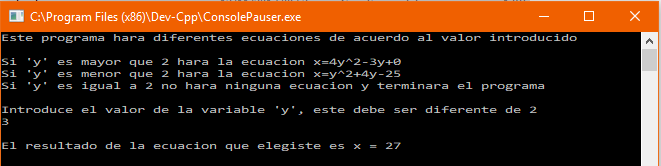 C:\Program Files (x86)\Dev-Cpp\ConsolePauser.exe
Este programa hara diferentes ecuaciones de acuerdo al valor introducido
Si 'y' es mayor que 2 hara la ecuacion x=4y^2-3y+0
Si 'y' es menor que 2 hara la ecuacion x=y^2+4y-25
Si 'y' es igual a 2 no hara ninguna ecuacion y terminara el programa
Introduce el valor de la variable 'y', este debe ser diferente de 2
3
El resultado de la ecuacion que elegiste es x = 27